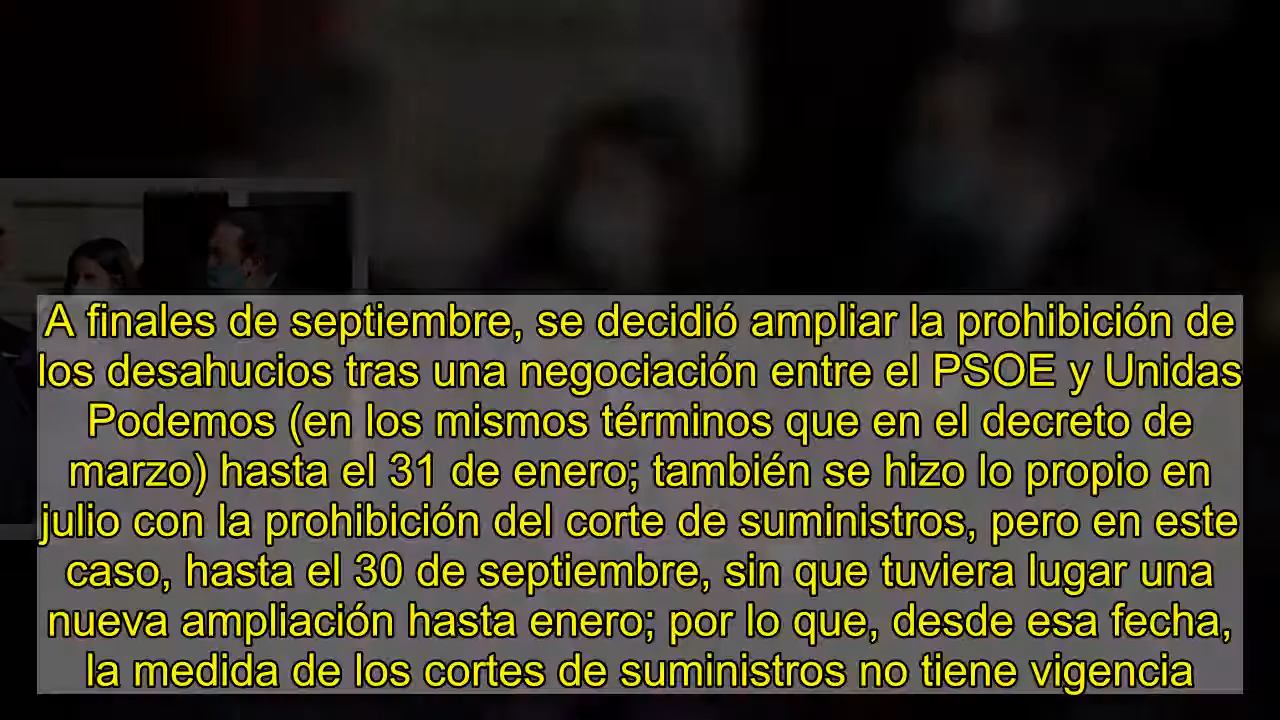 A finales de septiembre, se decidió ampliar la prohibición de
los desahucios tras una negociación entre el PSOE y Unidas
Podemos (en los mismos términos que en el decreto de
marzo) hasta el 31 de enero; también se hizo lo propio en
julio con la prohibición del corte de suministros, pero en este
caso, hasta el 30 de septiembre, sin que tuviera lugar una
nueva ampliación hasta enero; por lo que, desde esa fecha,
la medida de los cortes de suministros no tiene vigencia